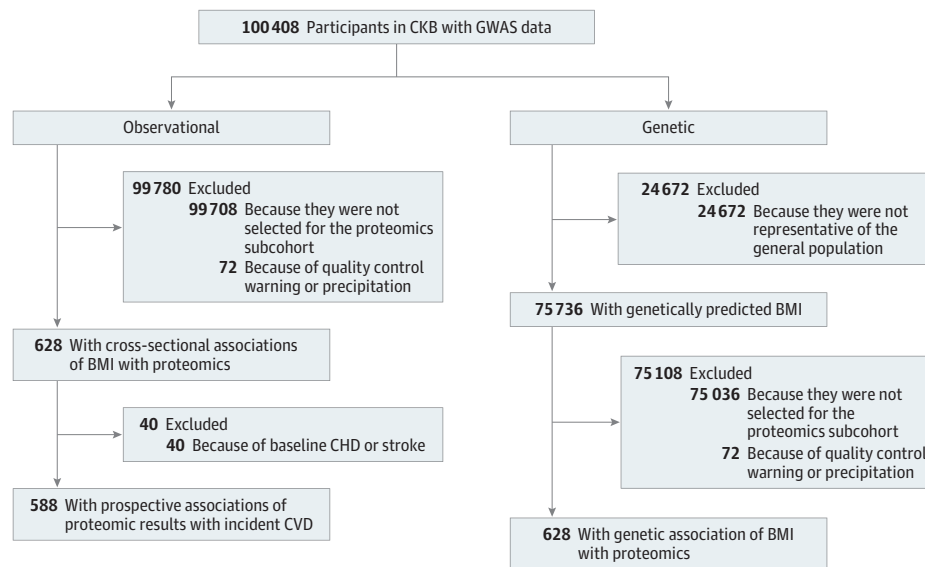 100 408 Participants in CKB with GWAS data
Observational
99 780 Excluded
99 708 Because they were not
selected for the proteomics
subcohort
72 Because of quality control
warning or precipitation
628 With cross-sectional associations
of BMI with proteomics
40 Excluded
40 Because of baseline CHD or stroke
588 With prospective associations of
proteomic results with incident CVD
Genetic
24 672 Excluded
24 672 Because they were not
representative of the
general population
75 736 With genetically predicted BMI
75 108 Excluded
75 036 Because they were not
selected for the
proteomics subcohort
72 Because of quality control
warning or precipitation
628 With genetic association of BMI
with proteomics